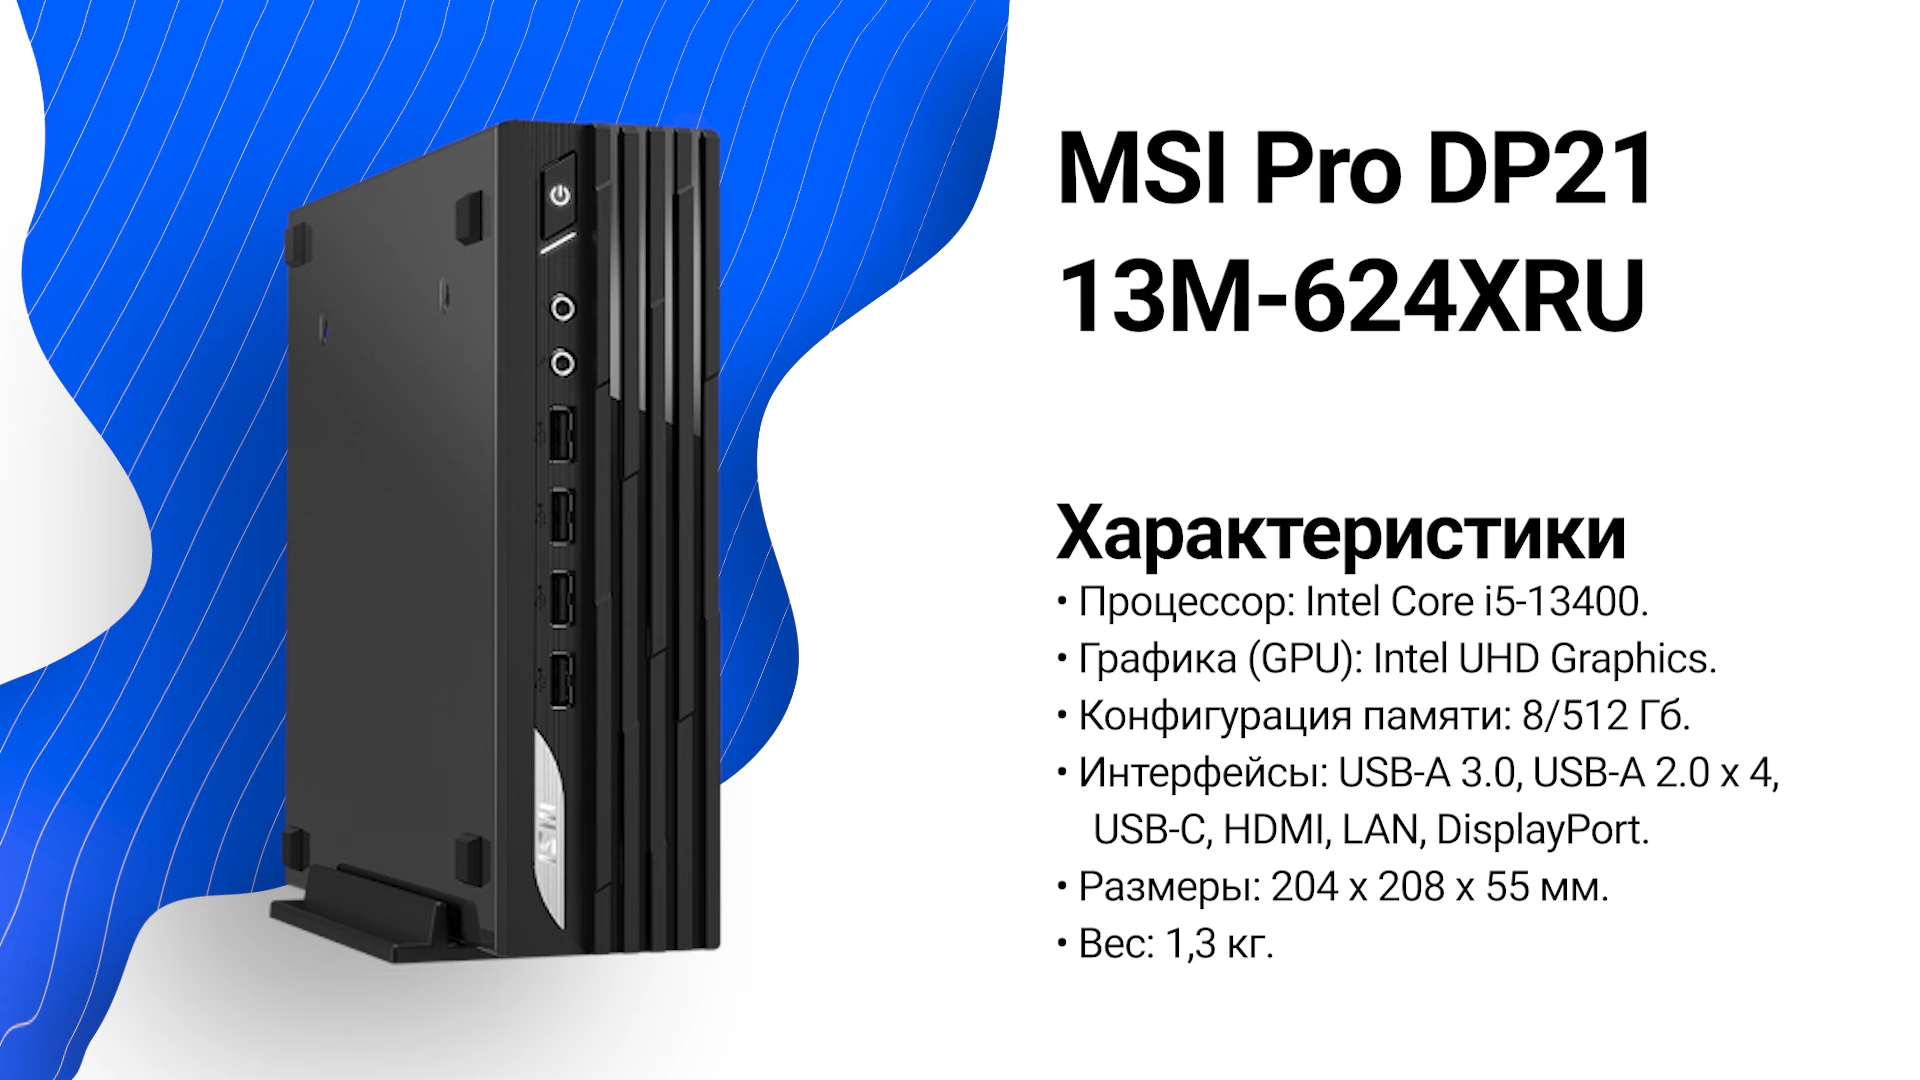 MSI Pro DP21
13M-624XRU
Характеристики
• Процессор: Intel Core i5-13400.
• Графика (GPU): Intel UHD Graphics.
• Конфигурация памяти: 8/512 Гб.
• Интерфейсы: USB-A 3.0, USB-A 2.0 x 4,
USB-C, HDMI, LAN, DisplayPort.
• Размеры: 204 x 208 x 55 мм.
• Вес: 1,3 кг.
msi